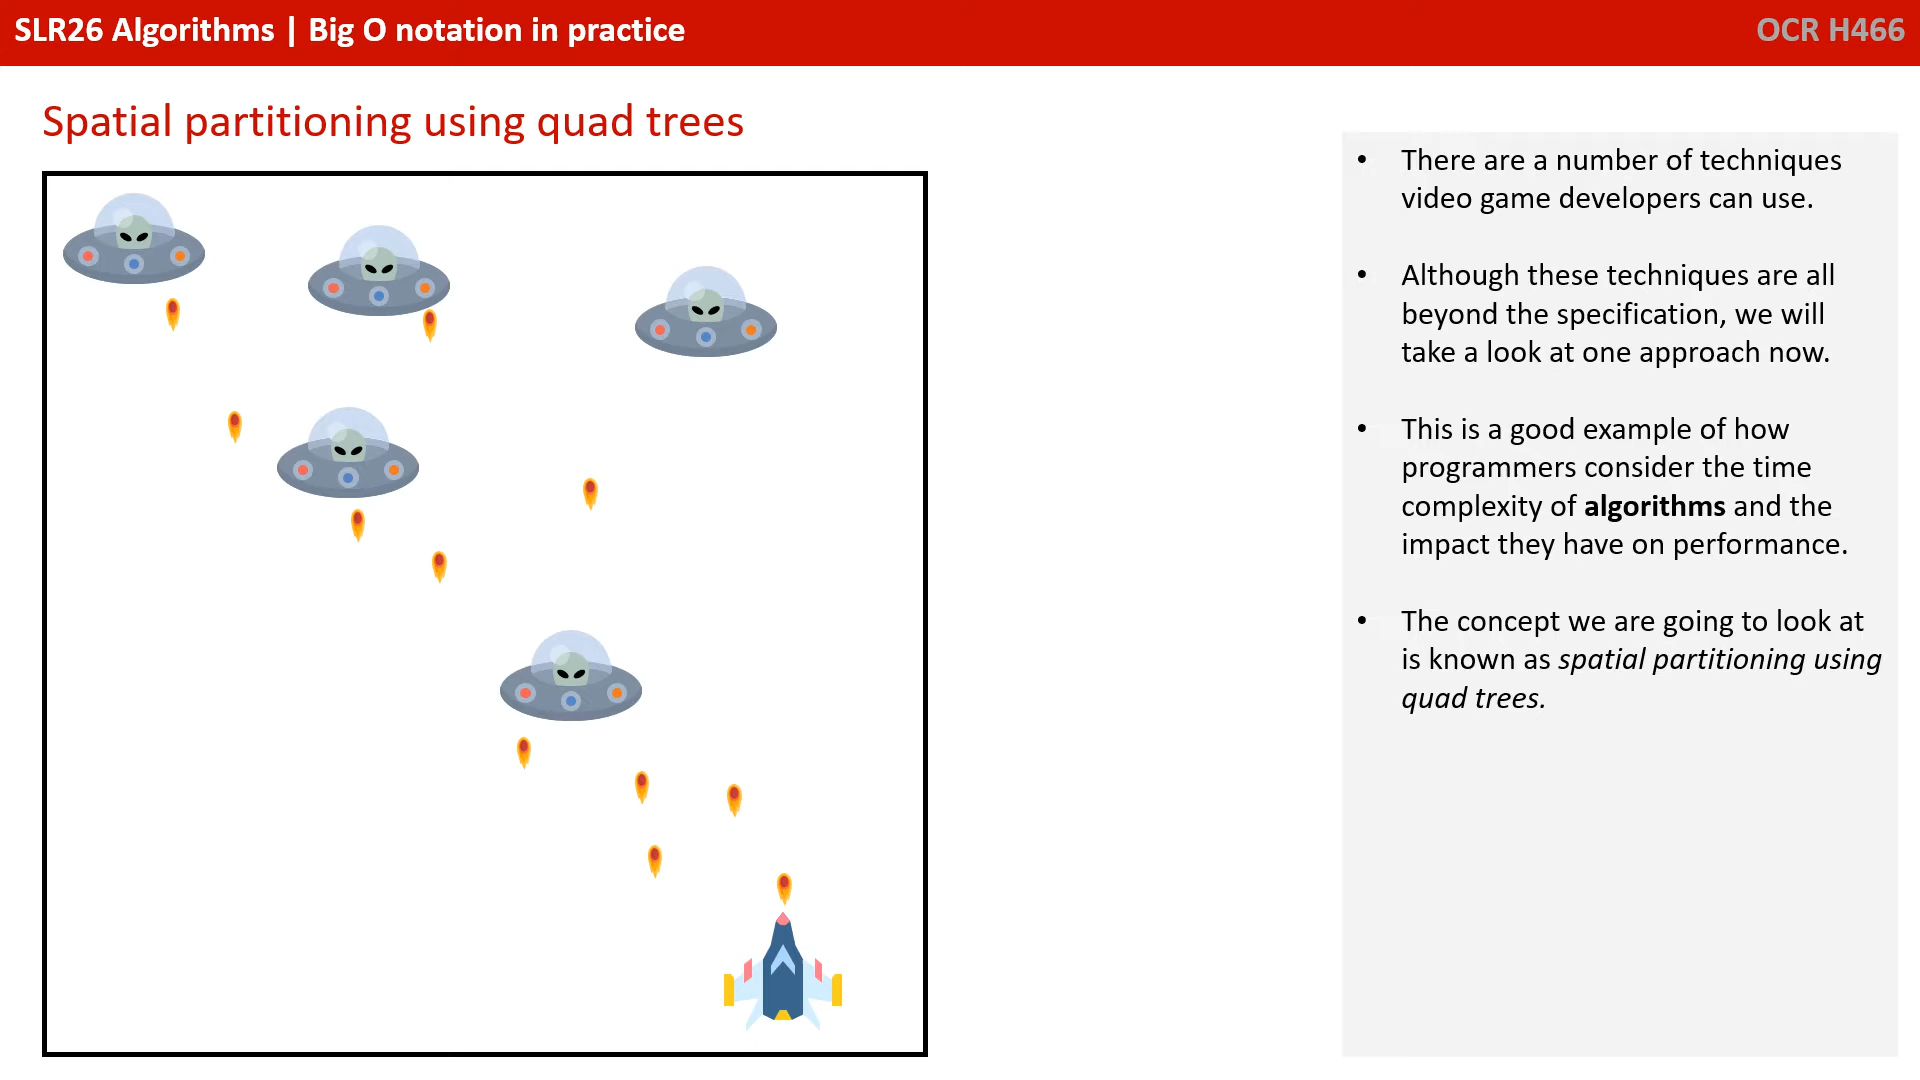 SLR26 Algorithms | Big O notation in practice
OCR H466
Spatial partitioning using quad trees
• There are a number of techniques
video game developers can use.
• Although these techniques are all
beyond the specification, we will
take a look at one approach now.
• This is a good example of how
programmers consider the time
complexity of algorithms and the
impact they have on performance.
• The concept we are going to look at
is known as spatial partitioning using
quad trees.